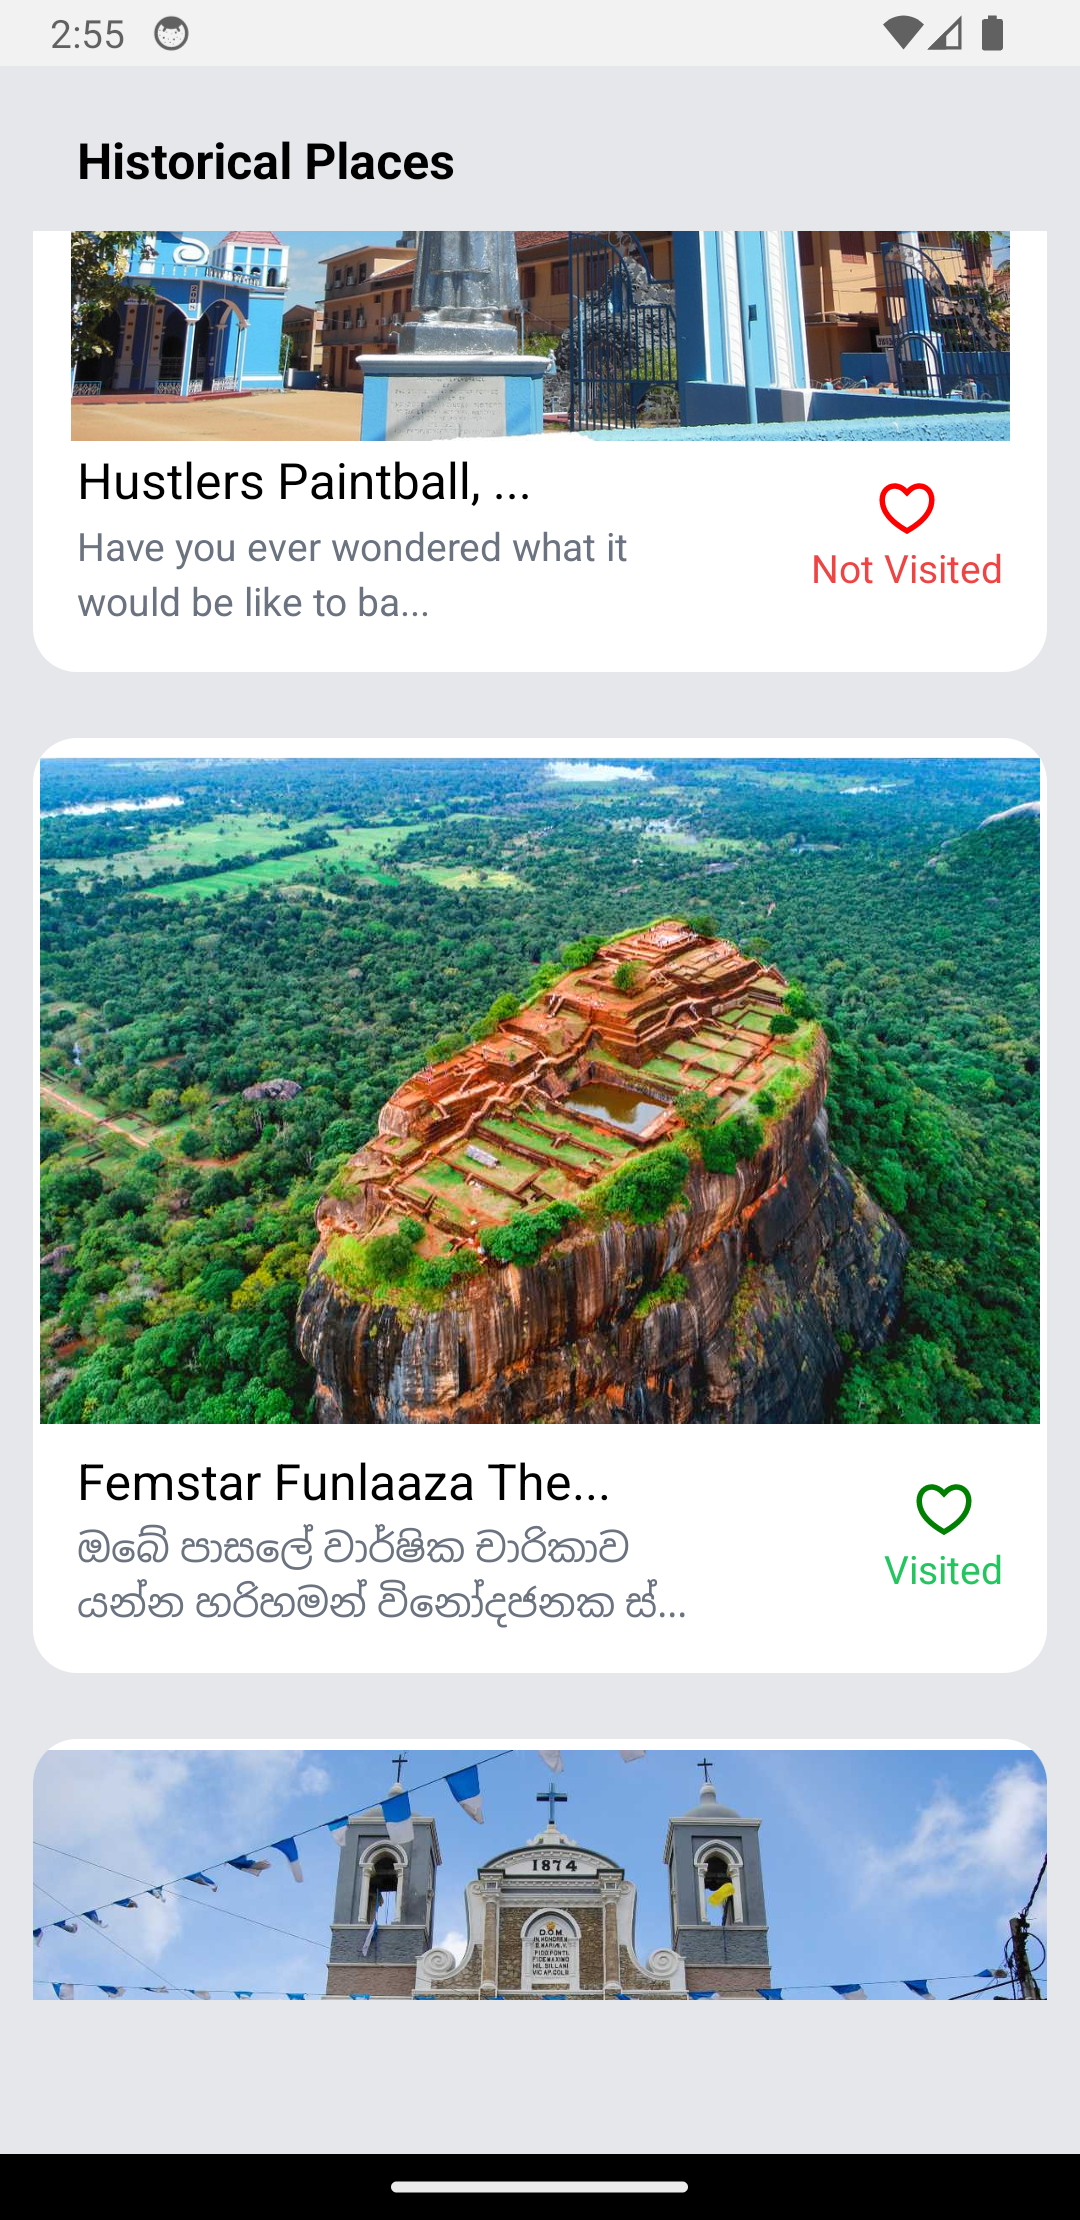 2:55
Historical Places
Hustlers Paintball, ...
Have you ever wondered what it
would be like to ba...
Not Visited
Femstar Funlaaza The...
ඔබේ පාසලේ වාර්ෂික චාරිකාව
යන්න හරිහමන් විනෝදජනක ස්...
Visited
1874
D.O.M.